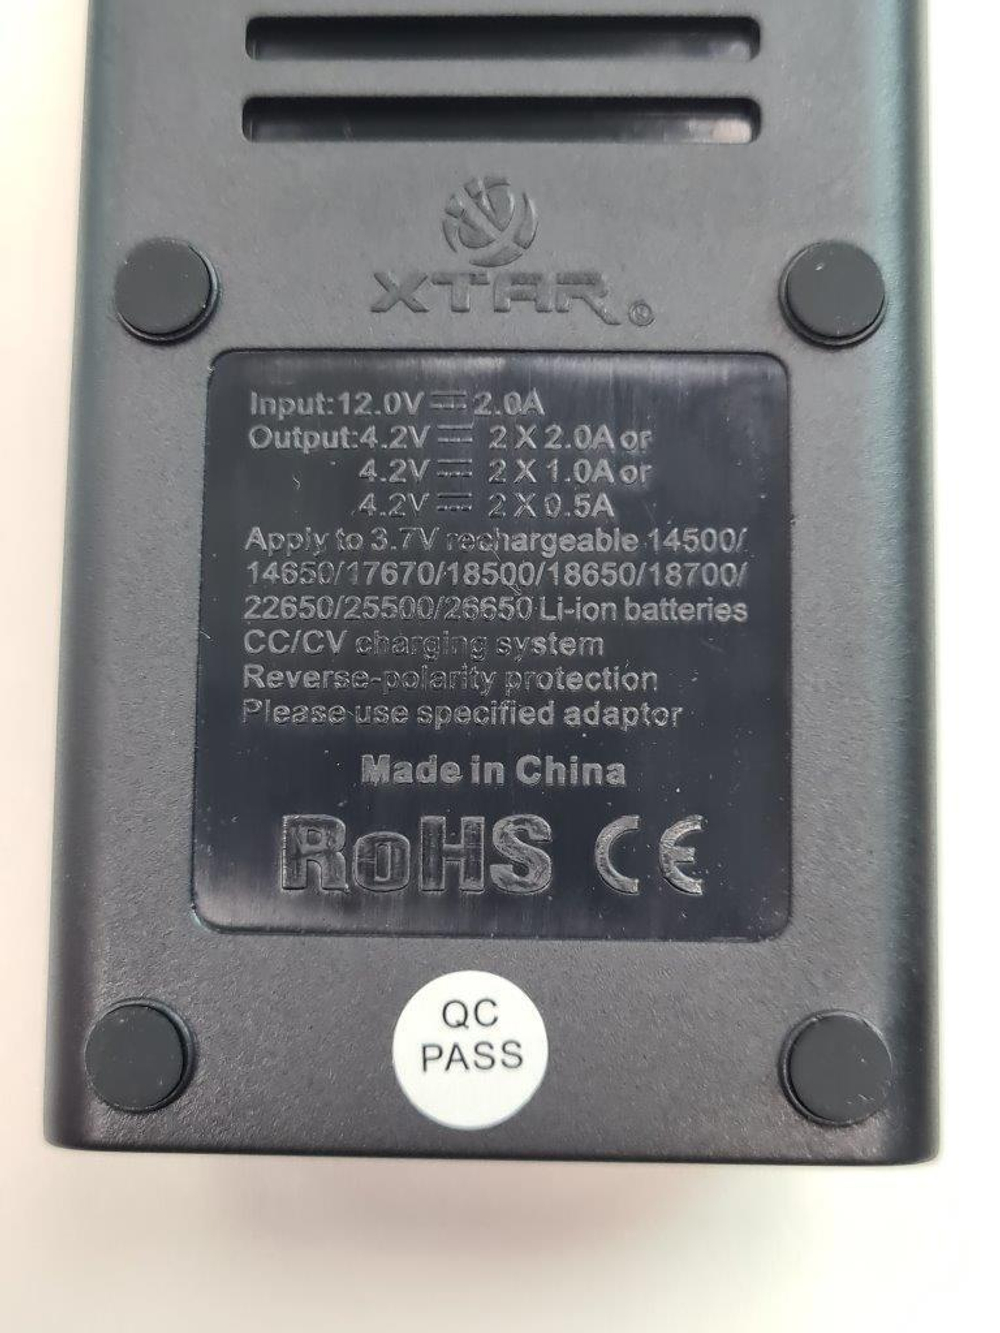 XTAR®
Input:12.0V⎓2.0A
Output:4.2V⎓ 2 X 2.0A or
4.2V⎓ 2 X 1.0A or
4.2V⎓ 2 X 0.5A
Apply to 3.7V rechargeable 14500/
14650/17670/18500/18650/18700/
22650/25500/26650 Li-ion batteries
CC/CV charging system
Reverse-polarity protection
Please use specified adaptor
Made in China
RoHS CE
QC
PASS